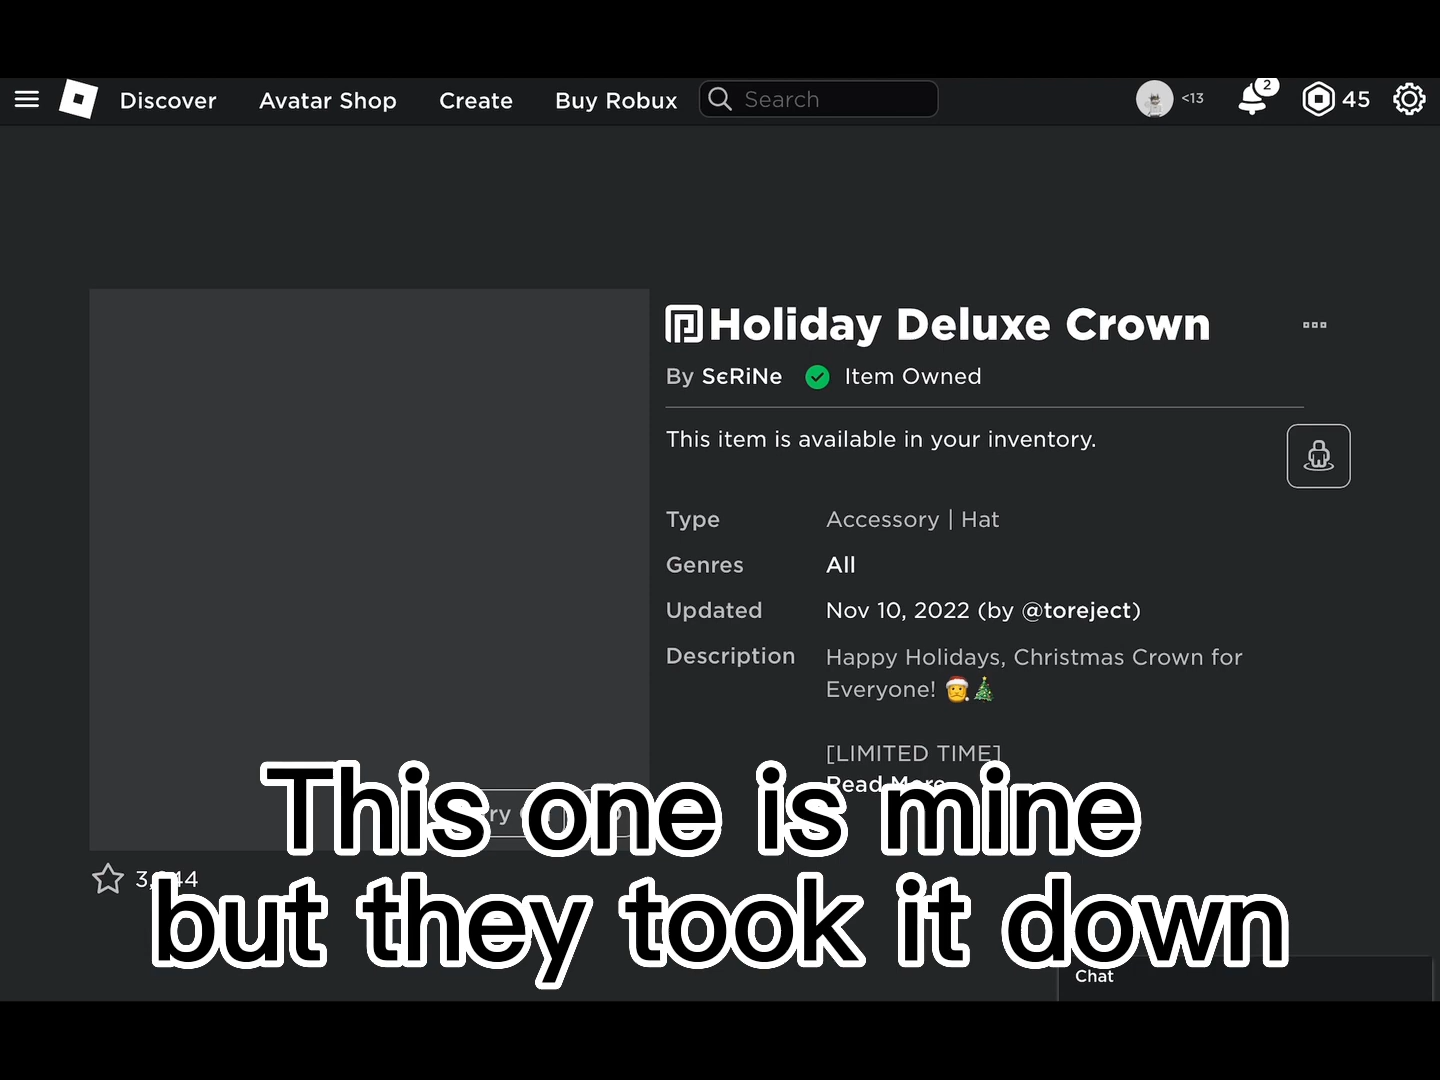 Discover Avatar Shop Create Buy Robux Search <13 2 45
Holiday Deluxe Crown
By SєRiNe Item Owned
This item is available in your inventory.
Type Accessory | Hat
Genres All
Updated Nov 10, 2022 (by @toreject)
Description Happy Holidays, Christmas Crown for
Everyone! 🎅🎄
[LIMITED TIME]
Read More
This one is mine
but they took it down
Chat